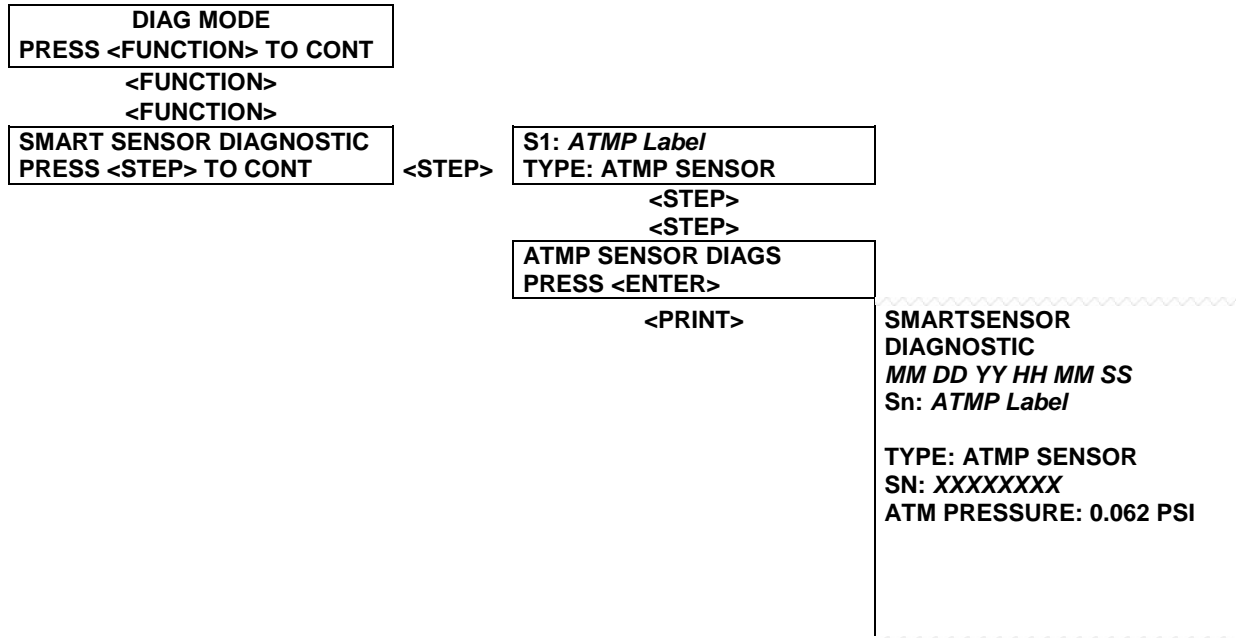 DIAG MODE
PRESS <FUNCTION> TO CONT
<FUNCTION>
<FUNCTION>
SMART SENSOR DIAGNOSTIC
PRESS <STEP> TO CONT
<STEP>
S1: ATMP Label
TYPE: ATMP SENSOR
<STEP>
<STEP>
ATMP SENSOR DIAGS
PRESS <ENTER>
<PRINT>
SMARTSENSOR
DIAGNOSTIC
MM DD YY HH MM SS
Sn: ATMP Label
TYPE: ATMP SENSOR
SN: XXXXXXXX
ATM PRESSURE: 0.062 PSI